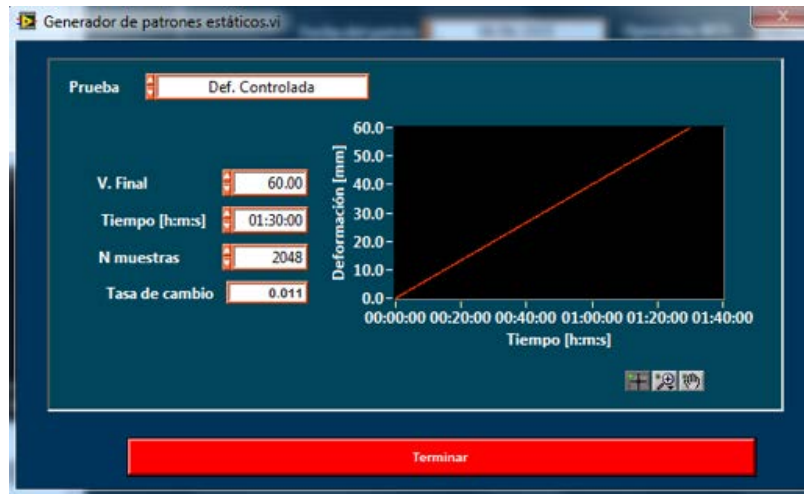 Generador de patrones estáticos.vi
Prueba Def. Controlada
V. Final 60.00
Tiempo [h:m:s] 01:30:00
N muestras 2048
Tasa de cambio 0.011
Deformación [mm]
60.0
50.0
40.0
30.0
20.0
10.0
0.0
00:00:00 00:20:00 00:40:00 01:00:00 01:20:00 01:40:00
Tiempo [h:m:s]
Terminar